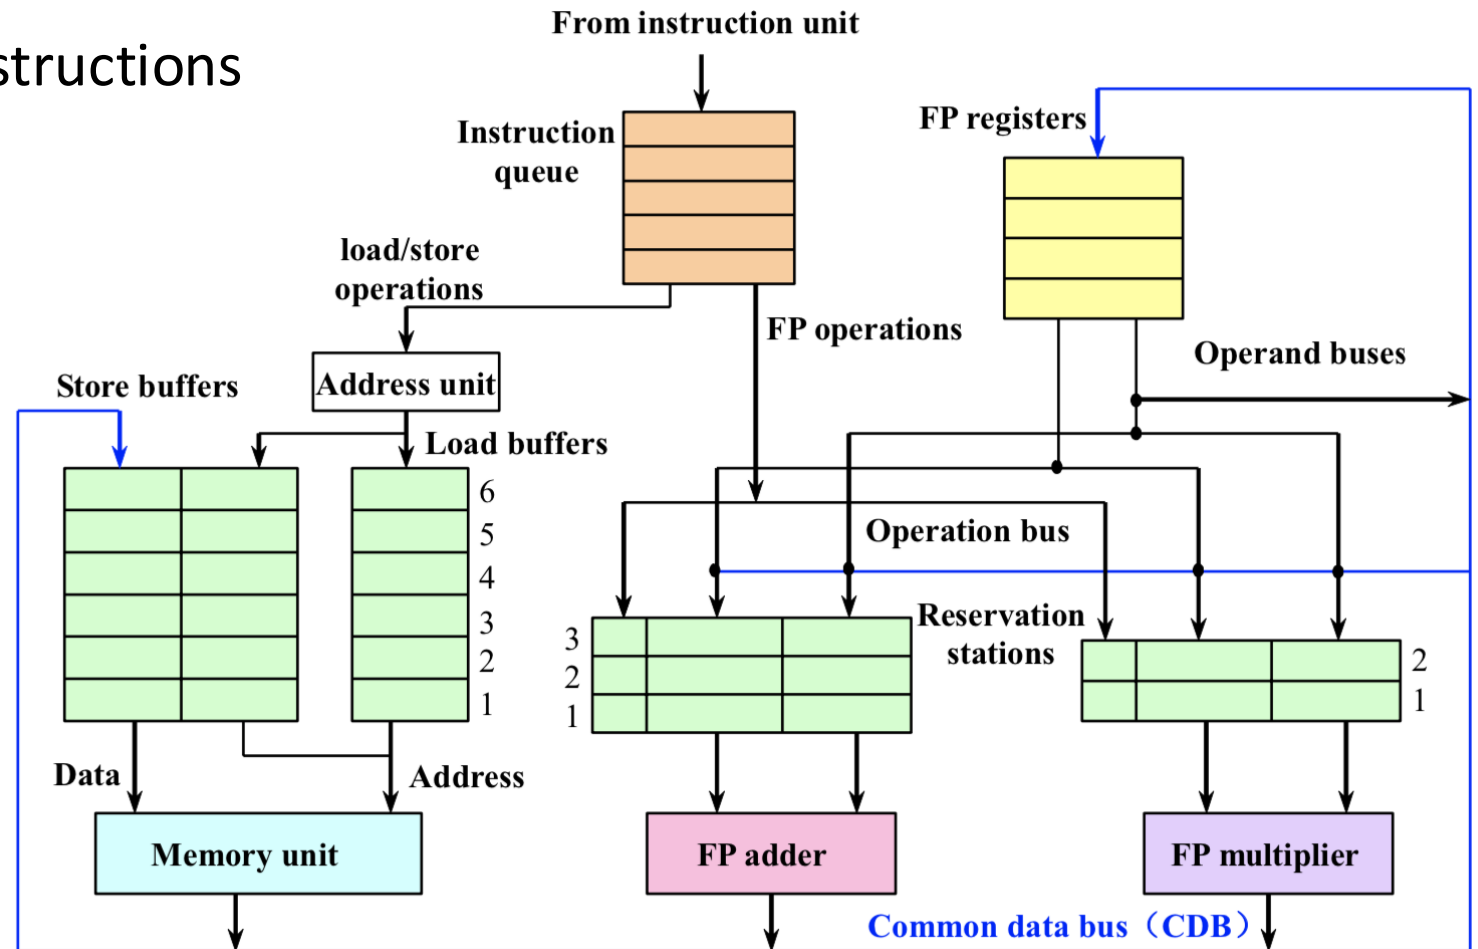 structions
From instruction unit
Instruction
queue
FP registers
load/store
operations
FP operations
Operand buses
Address unit
Store buffers
Load buffers
6
5
4
3
2
1
Operation bus
Reservation
stations
3
2
1
2
1
Data
Address
Memory unit
FP adder
FP multiplier
Common data bus（CDB）